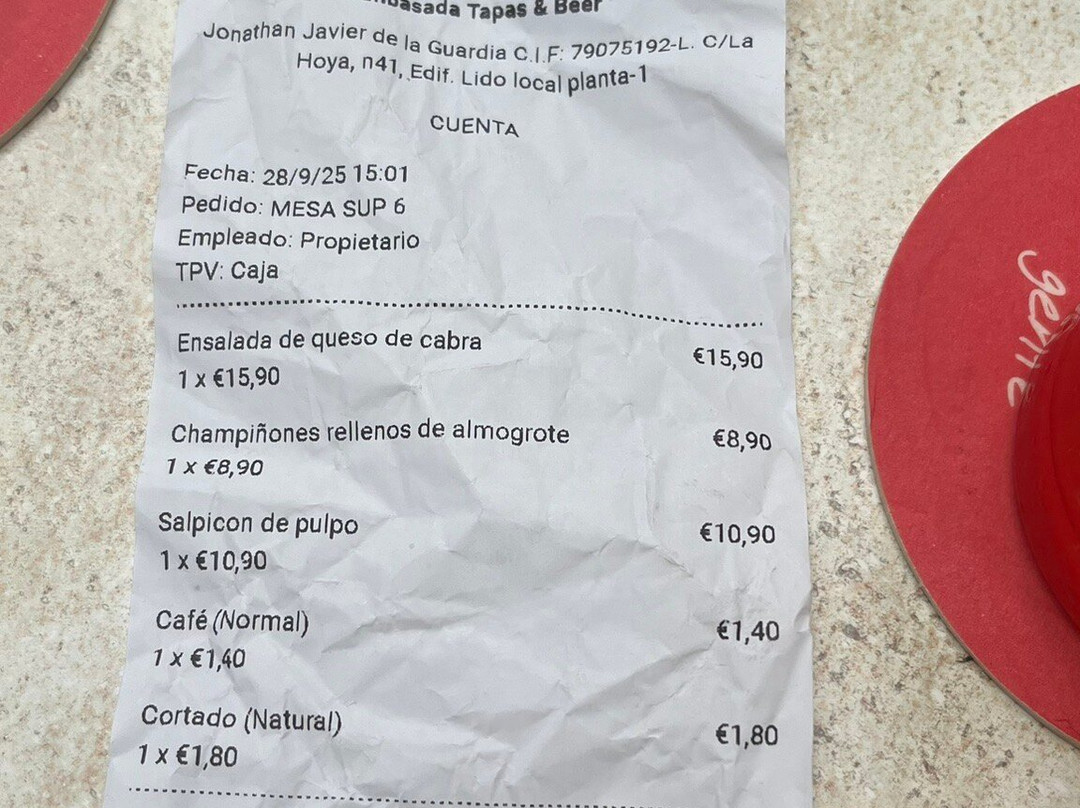 Tapas & Beer
Jonathan Javier de la Guardia C.I.F: 79075192-L. C/La
Hoya, n41, Edif. Lido local planta-1
CUENTA
Fecha: 28/9/25 15:01
Pedido: MESA SUP 6
Empleado: Propietario
TPV: Caja
Ensalada de queso de cabra €15,90
1 x €15,90
Champiñones rellenos de almogrote €8,90
1 x €8,90
Salpicon de pulpo €10,90
1 x €10,90
Café (Normal) €1,40
1 x €1,40
Cortado (Natural) €1,80
1 x €1,80